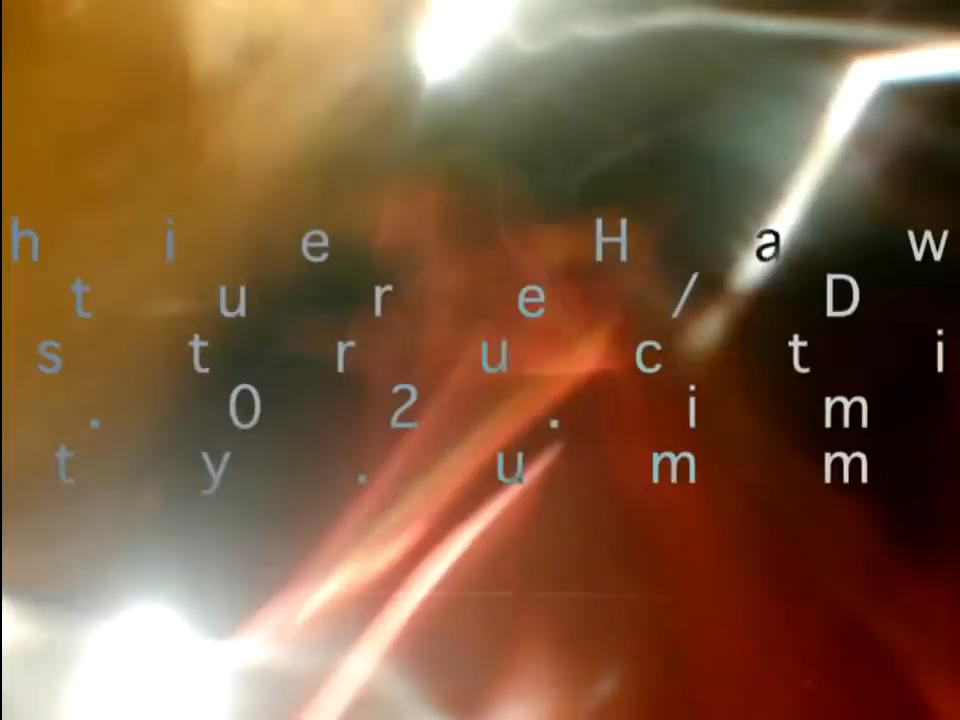 h i e H a w
t u r e / D
s t r u c t i
. 0 2 . i m
t y . u m m